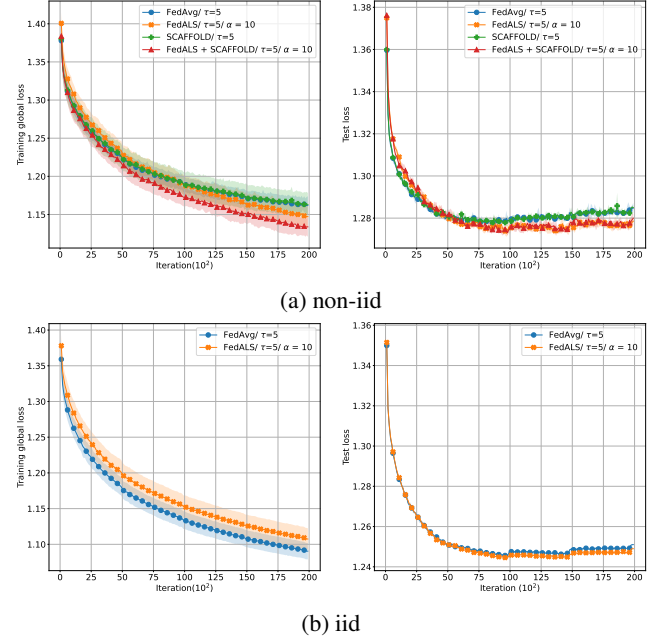 FedAvg/ τ=5
FedALS/ τ=5/ α = 10
SCAFFOLD/ τ=5
FedALS + SCAFFOLD/ τ=5/ α = 10
Training global loss
1.40
1.35
1.30
1.25
1.20
1.15
0 25 50 75 100 125 150 175 200
Iteration(10²)
FedAvg/ τ=5
FedALS/ τ=5/ α = 10
SCAFFOLD/ τ=5
FedALS + SCAFFOLD/ τ=5/ α = 10
Test loss
1.38
1.36
1.34
1.32
1.30
1.28
0 25 50 75 100 125 150 175 200
Iteration(10²)
(a) non-iid
FedAvg/ τ=5
FedALS/ τ=5/ α = 10
Training global loss
1.40
1.35
1.30
1.25
1.20
1.15
1.10
0 25 50 75 100 125 150 175 200
Iteration(10²)
FedAvg/ τ=5
FedALS/ τ=5/ α = 10
Test loss
1.36
1.34
1.32
1.30
1.28
1.26
1.24
0 25 50 75 100 125 150 175 200
Iteration(10²)
(b) iid